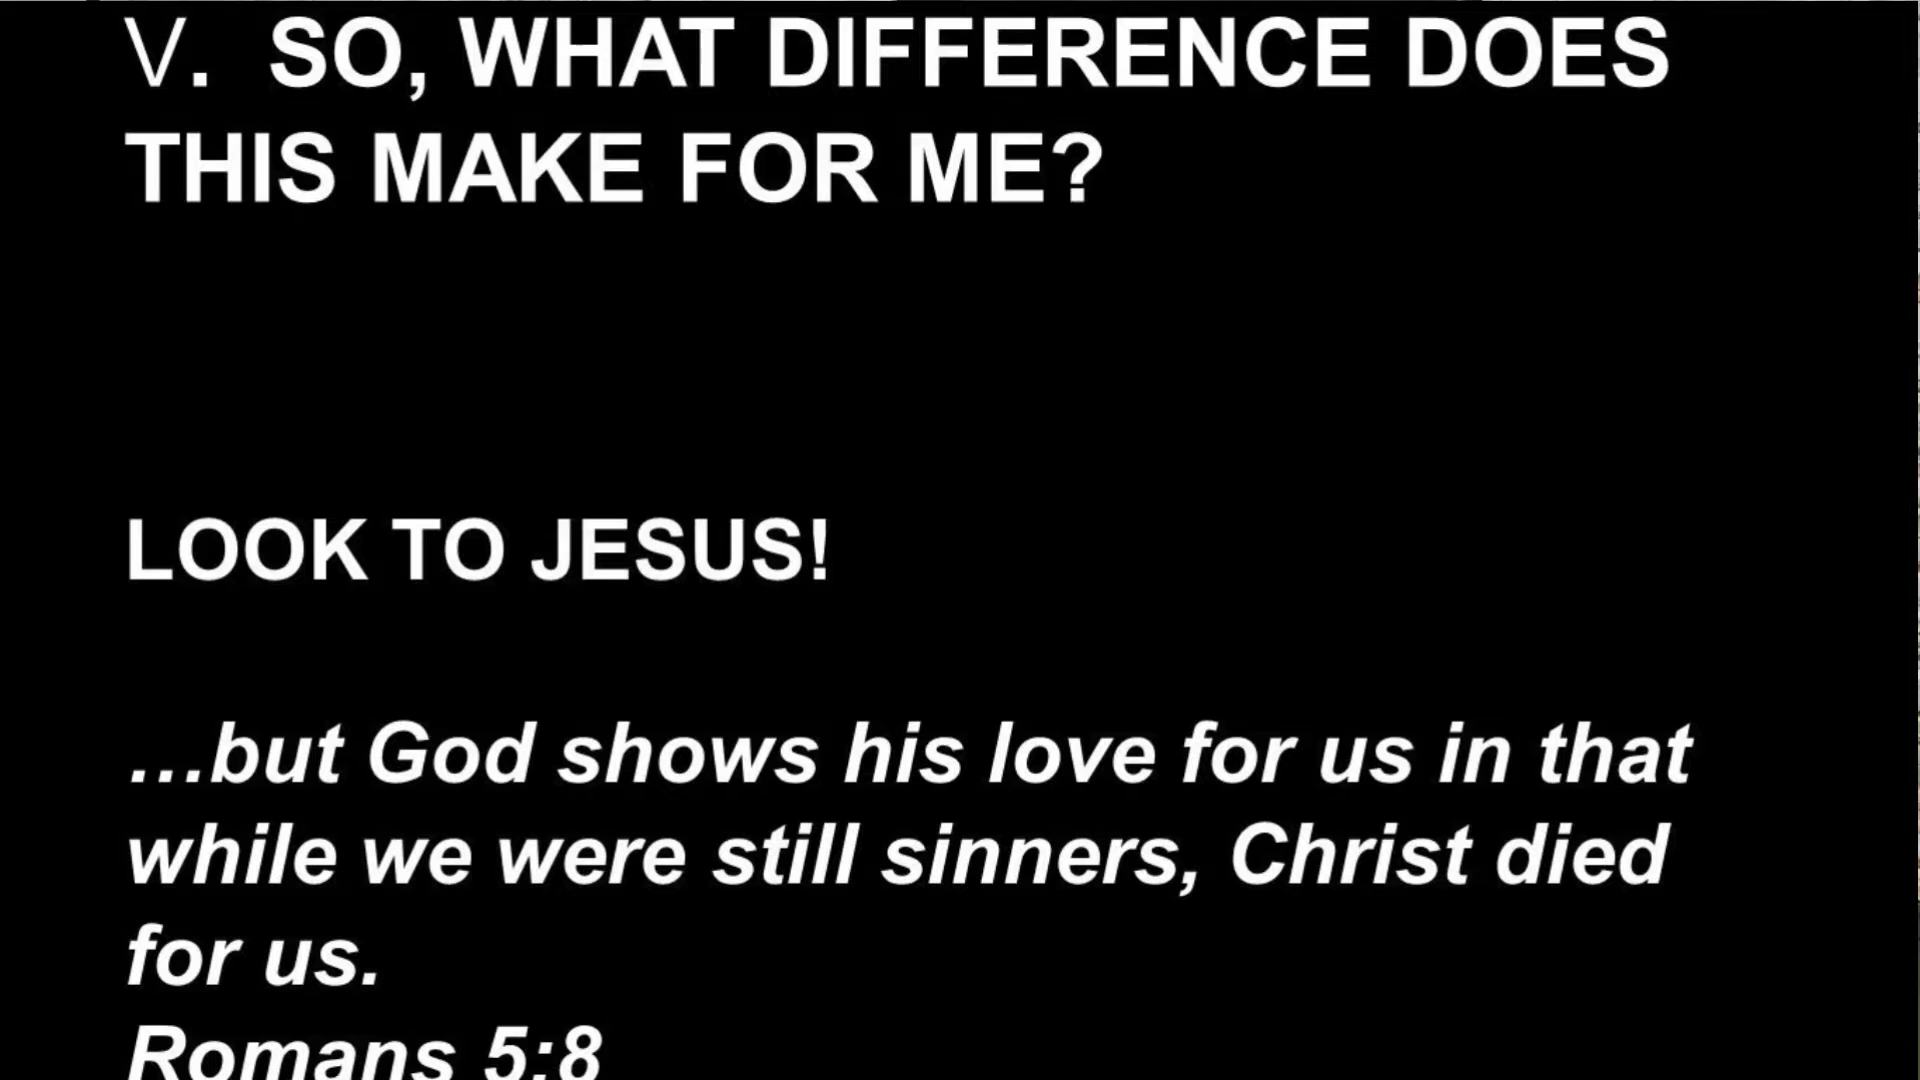 V. SO, WHAT DIFFERENCE DOES
THIS MAKE FOR ME?
LOOK TO JESUS!
…but God shows his love for us in that
while we were still sinners, Christ died
for us.
Romans 5:8